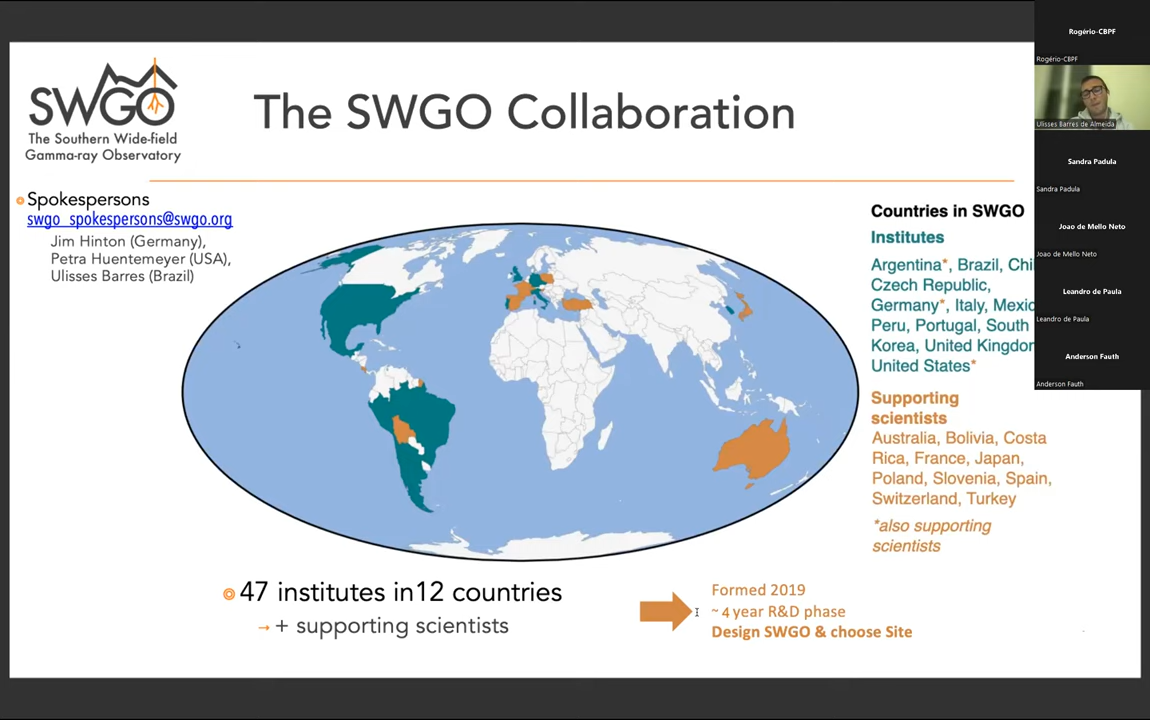 SWGO
The Southern Wide-field
Gamma-ray Observatory
The SWGO Collaboration
Spokespersons
swgo_spokespersons@swgo.org
Jim Hinton (Germany),
Petra Huentemeyer (USA),
Ulisses Barres (Brazil)
Countries in SWGO
Institutes
Argentina*, Brazil, Chi
Czech Republic,
Germany*, Italy, Mexic
Peru, Portugal, South
Korea, United Kingdor
United States*
Supporting
scientists
Australia, Bolivia, Costa
Rica, France, Japan,
Poland, Slovenia, Spain,
Switzerland, Turkey
*also supporting
scientists
47 institutes in12 countries
→ + supporting scientists
Formed 2019
~ 4 year R&D phase
Design SWGO & choose Site
Rogério-CBPF
Rogério-CBPF
Ulisses Barres de Almeida
Sandra Padula
Sandra Padula
Joao de Mello Neto
Joao de Mello Neto
Leandro de Paula
Leandro de Paula
Anderson Fauth
Anderson Fauth